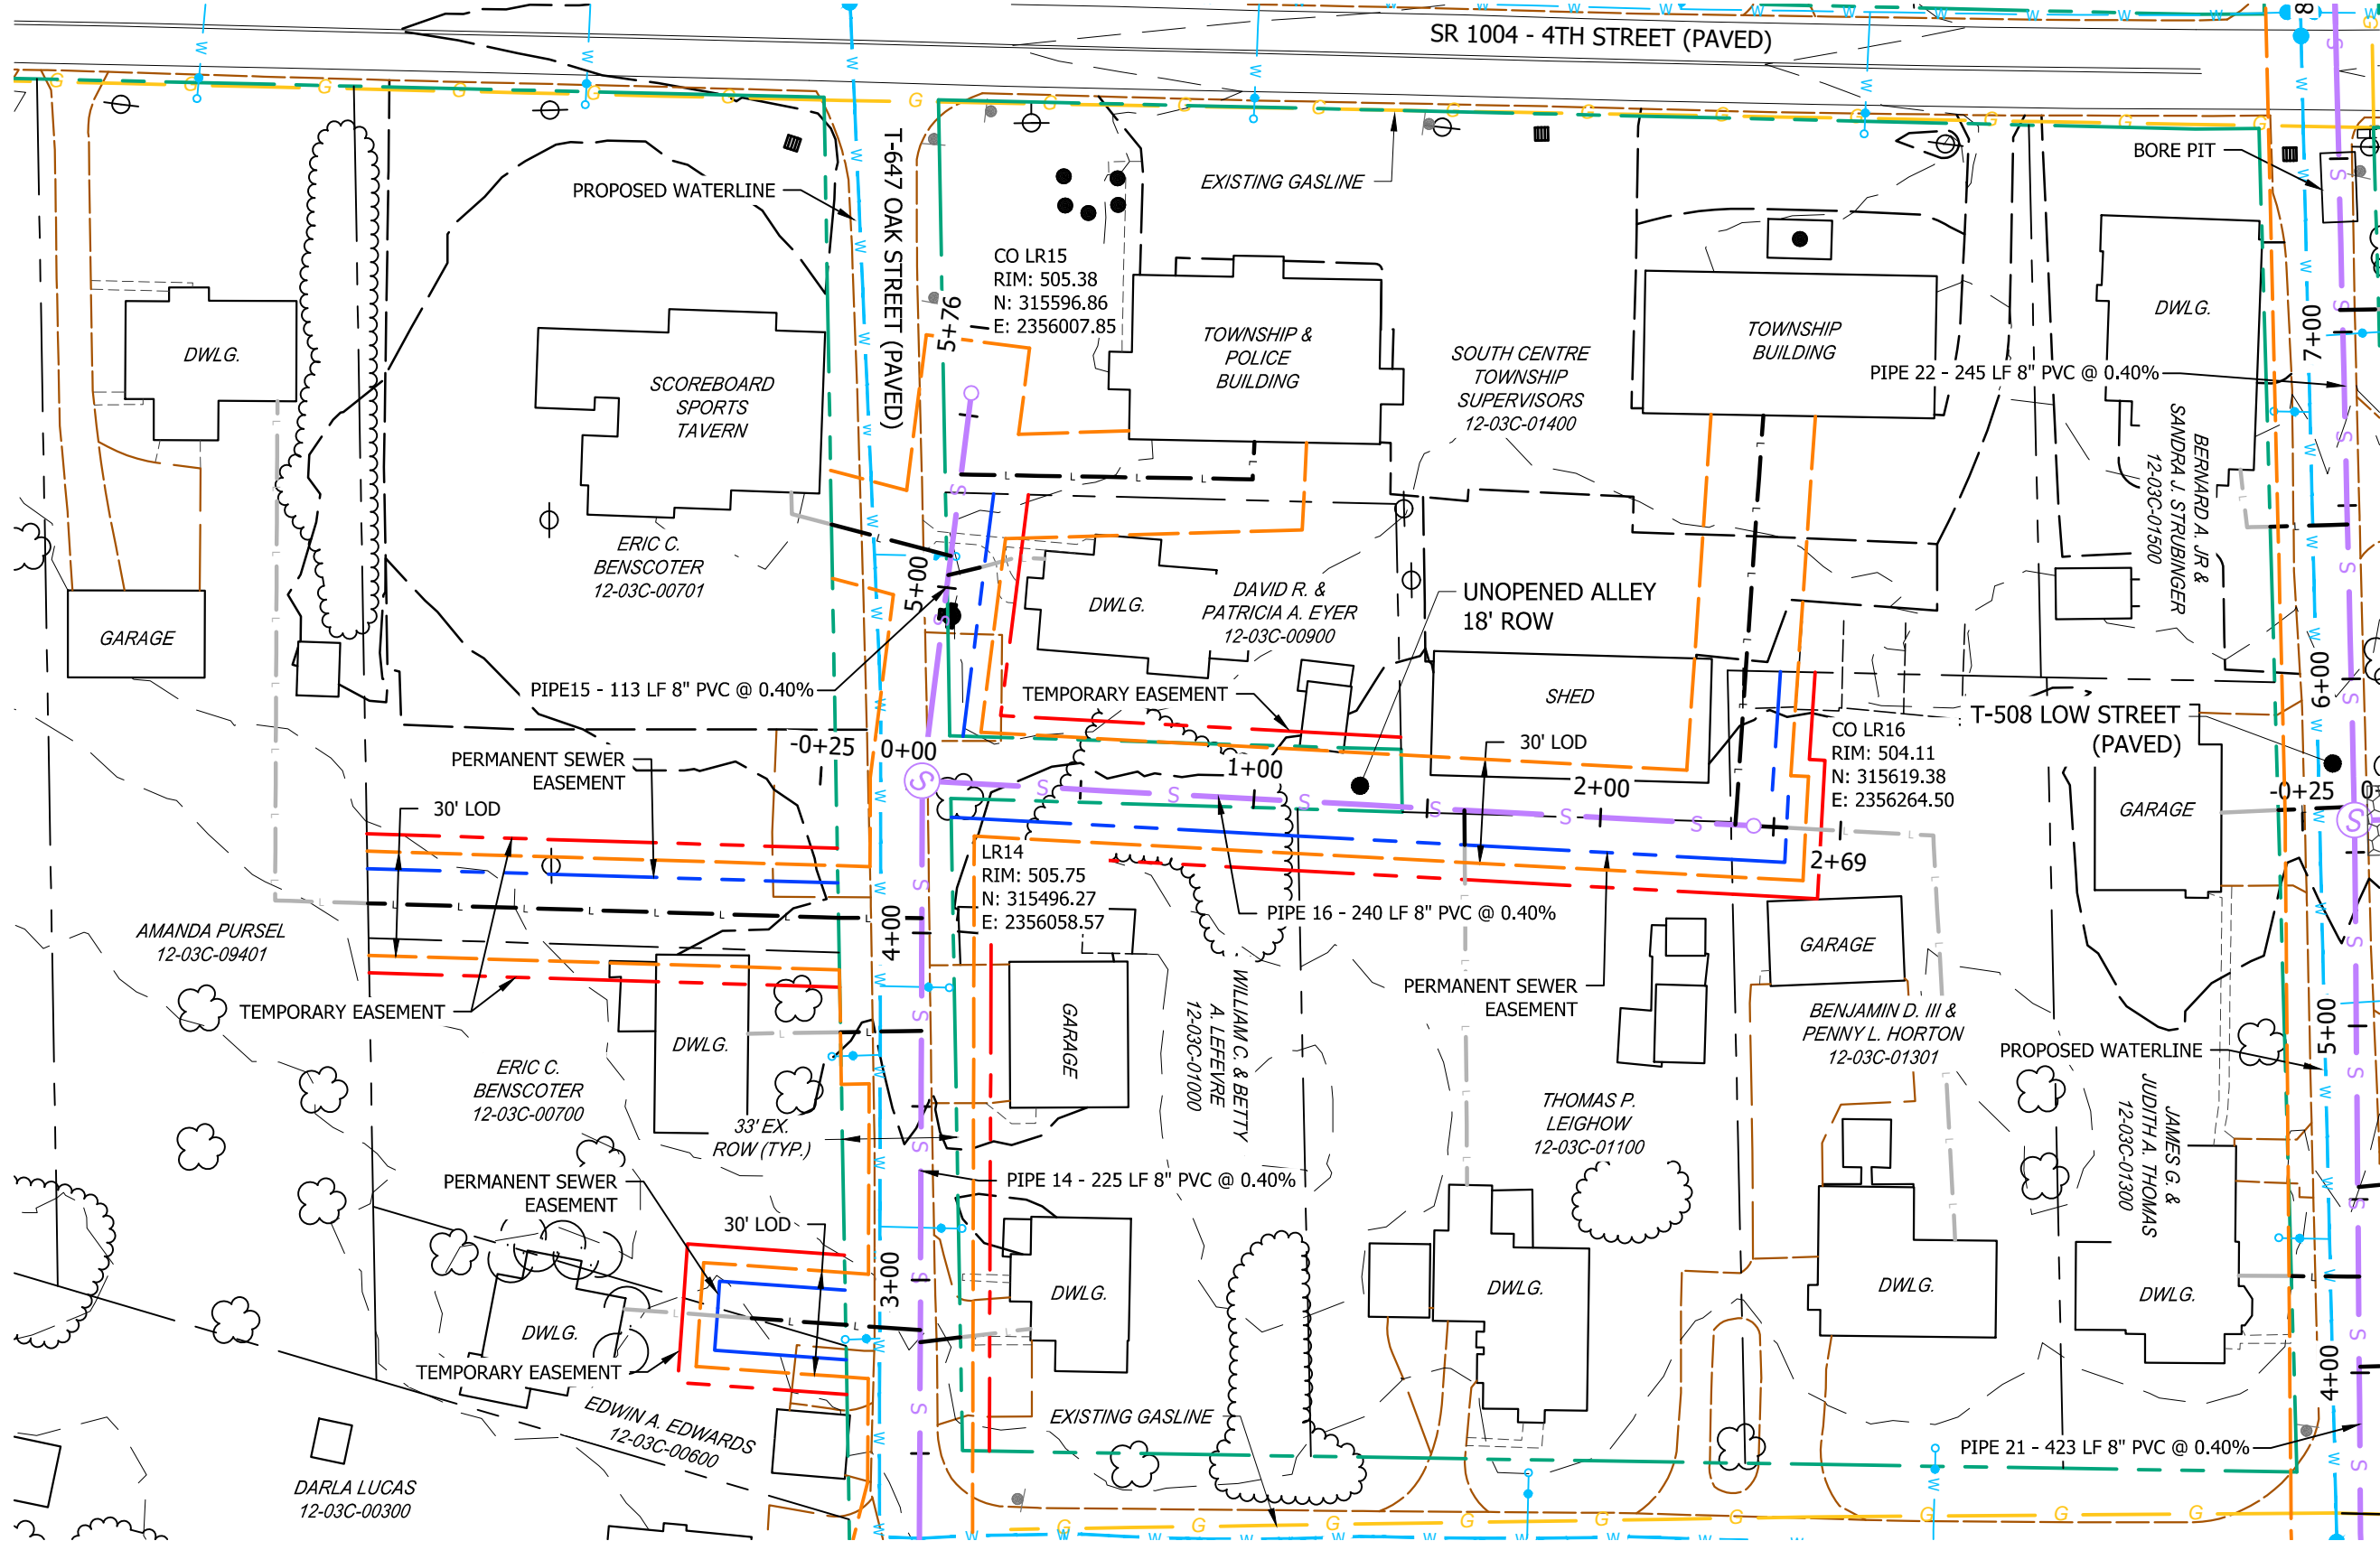 SR 1004 - 4TH STREET (PAVED)
8
BORE PIT
PROPOSED WATERLINE
EXISTING GASLINE
T-647 OAK STREET (PAVED)
CO LR15
RIM: 505.38
N: 315596.86
E: 2356007.85
5+76
DWLG.
SCOREBOARD
SPORTS
TAVERN
TOWNSHIP &
POLICE
BUILDING
SOUTH CENTRE
TOWNSHIP
SUPERVISORS
12-03C-01400
TOWNSHIP
BUILDING
DWLG.
7+00
PIPE 22 - 245 LF 8" PVC @ 0.40%
BERNARD A. JR &
SANDRA J. STRUBINGER
12-03C-01500
ERIC C.
BENSCOTER
12-03C-00701
5+00
DWLG.
DAVID R. &
PATRICIA A. EYER
12-03C-00900
UNOPENED ALLEY
18' ROW
GARAGE
PIPE15 - 113 LF 8" PVC @ 0.40%
TEMPORARY EASEMENT
SHED
6+00
T-508 LOW STREET
(PAVED)
CO LR16
RIM: 504.11
N: 315619.38
E: 2356264.50
-0+25
0+00
1+00
30' LOD
2+00
PERMANENT SEWER
EASEMENT
30' LOD
GARAGE
-0+25
2+69
LR14
RIM: 505.75
N: 315496.27
E: 2356058.57
PIPE 16 - 240 LF 8" PVC @ 0.40%
4+00
AMANDA PURSEL
12-03C-09401
GARAGE
TEMPORARY EASEMENT
PERMANENT SEWER
EASEMENT
DWLG.
GARAGE
WILLIAM C. & BETTY
A. LEFEVRE
12-03C-01000
BENJAMIN D. III &
PENNY L. HORTON
12-03C-01301
5+00
PROPOSED WATERLINE
ERIC C.
BENSCOTER
12-03C-00700
33' EX.
ROW (TYP.)
THOMAS P.
LEIGHOW
12-03C-01100
JAMES G. &
JUDITH A. THOMAS
12-03C-01300
PERMANENT SEWER
EASEMENT
PIPE 14 - 225 LF 8" PVC @ 0.40%
30' LOD
3+00
DWLG.
DWLG.
DWLG.
DWLG.
DWLG.
TEMPORARY EASEMENT
4+00
EDWIN A. EDWARDS
12-03C-00600
EXISTING GASLINE
PIPE 21 - 423 LF 8" PVC @ 0.40%
DARLA LUCAS
12-03C-00300